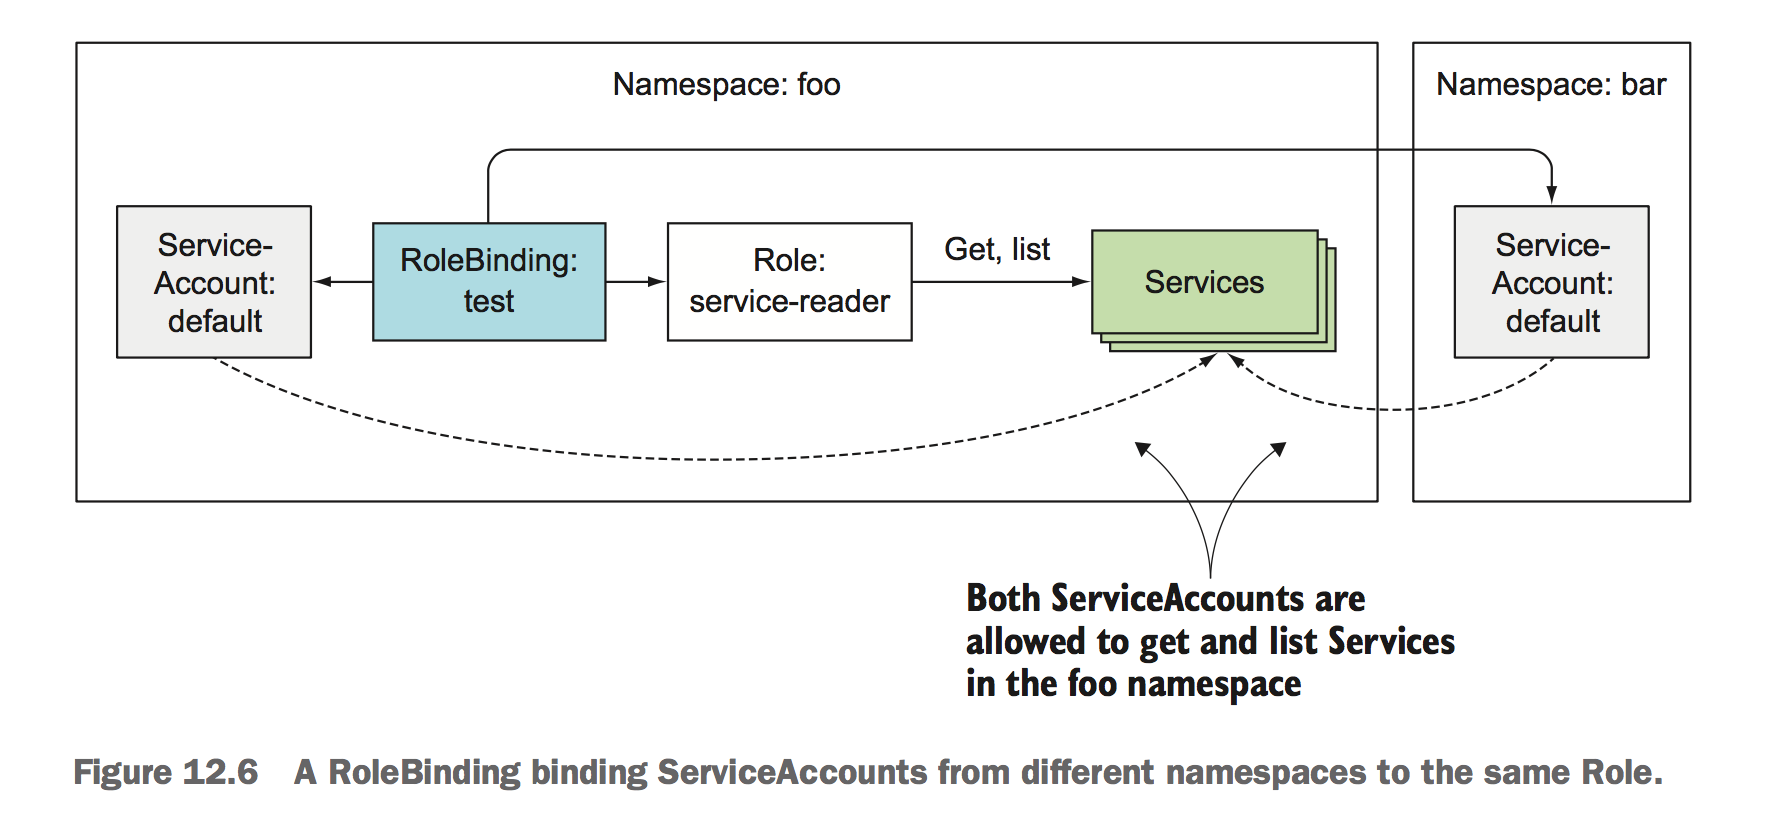 Namespace: foo
Namespace: bar
Service-
Account:
default
RoleBinding:
test
Role:
service-reader
Get, list
Services
Service-
Account:
default
Both ServiceAccounts are
allowed to get and list Services
in the foo namespace
Figure 12.6 A RoleBinding binding ServiceAccounts from different namespaces to the same Role.